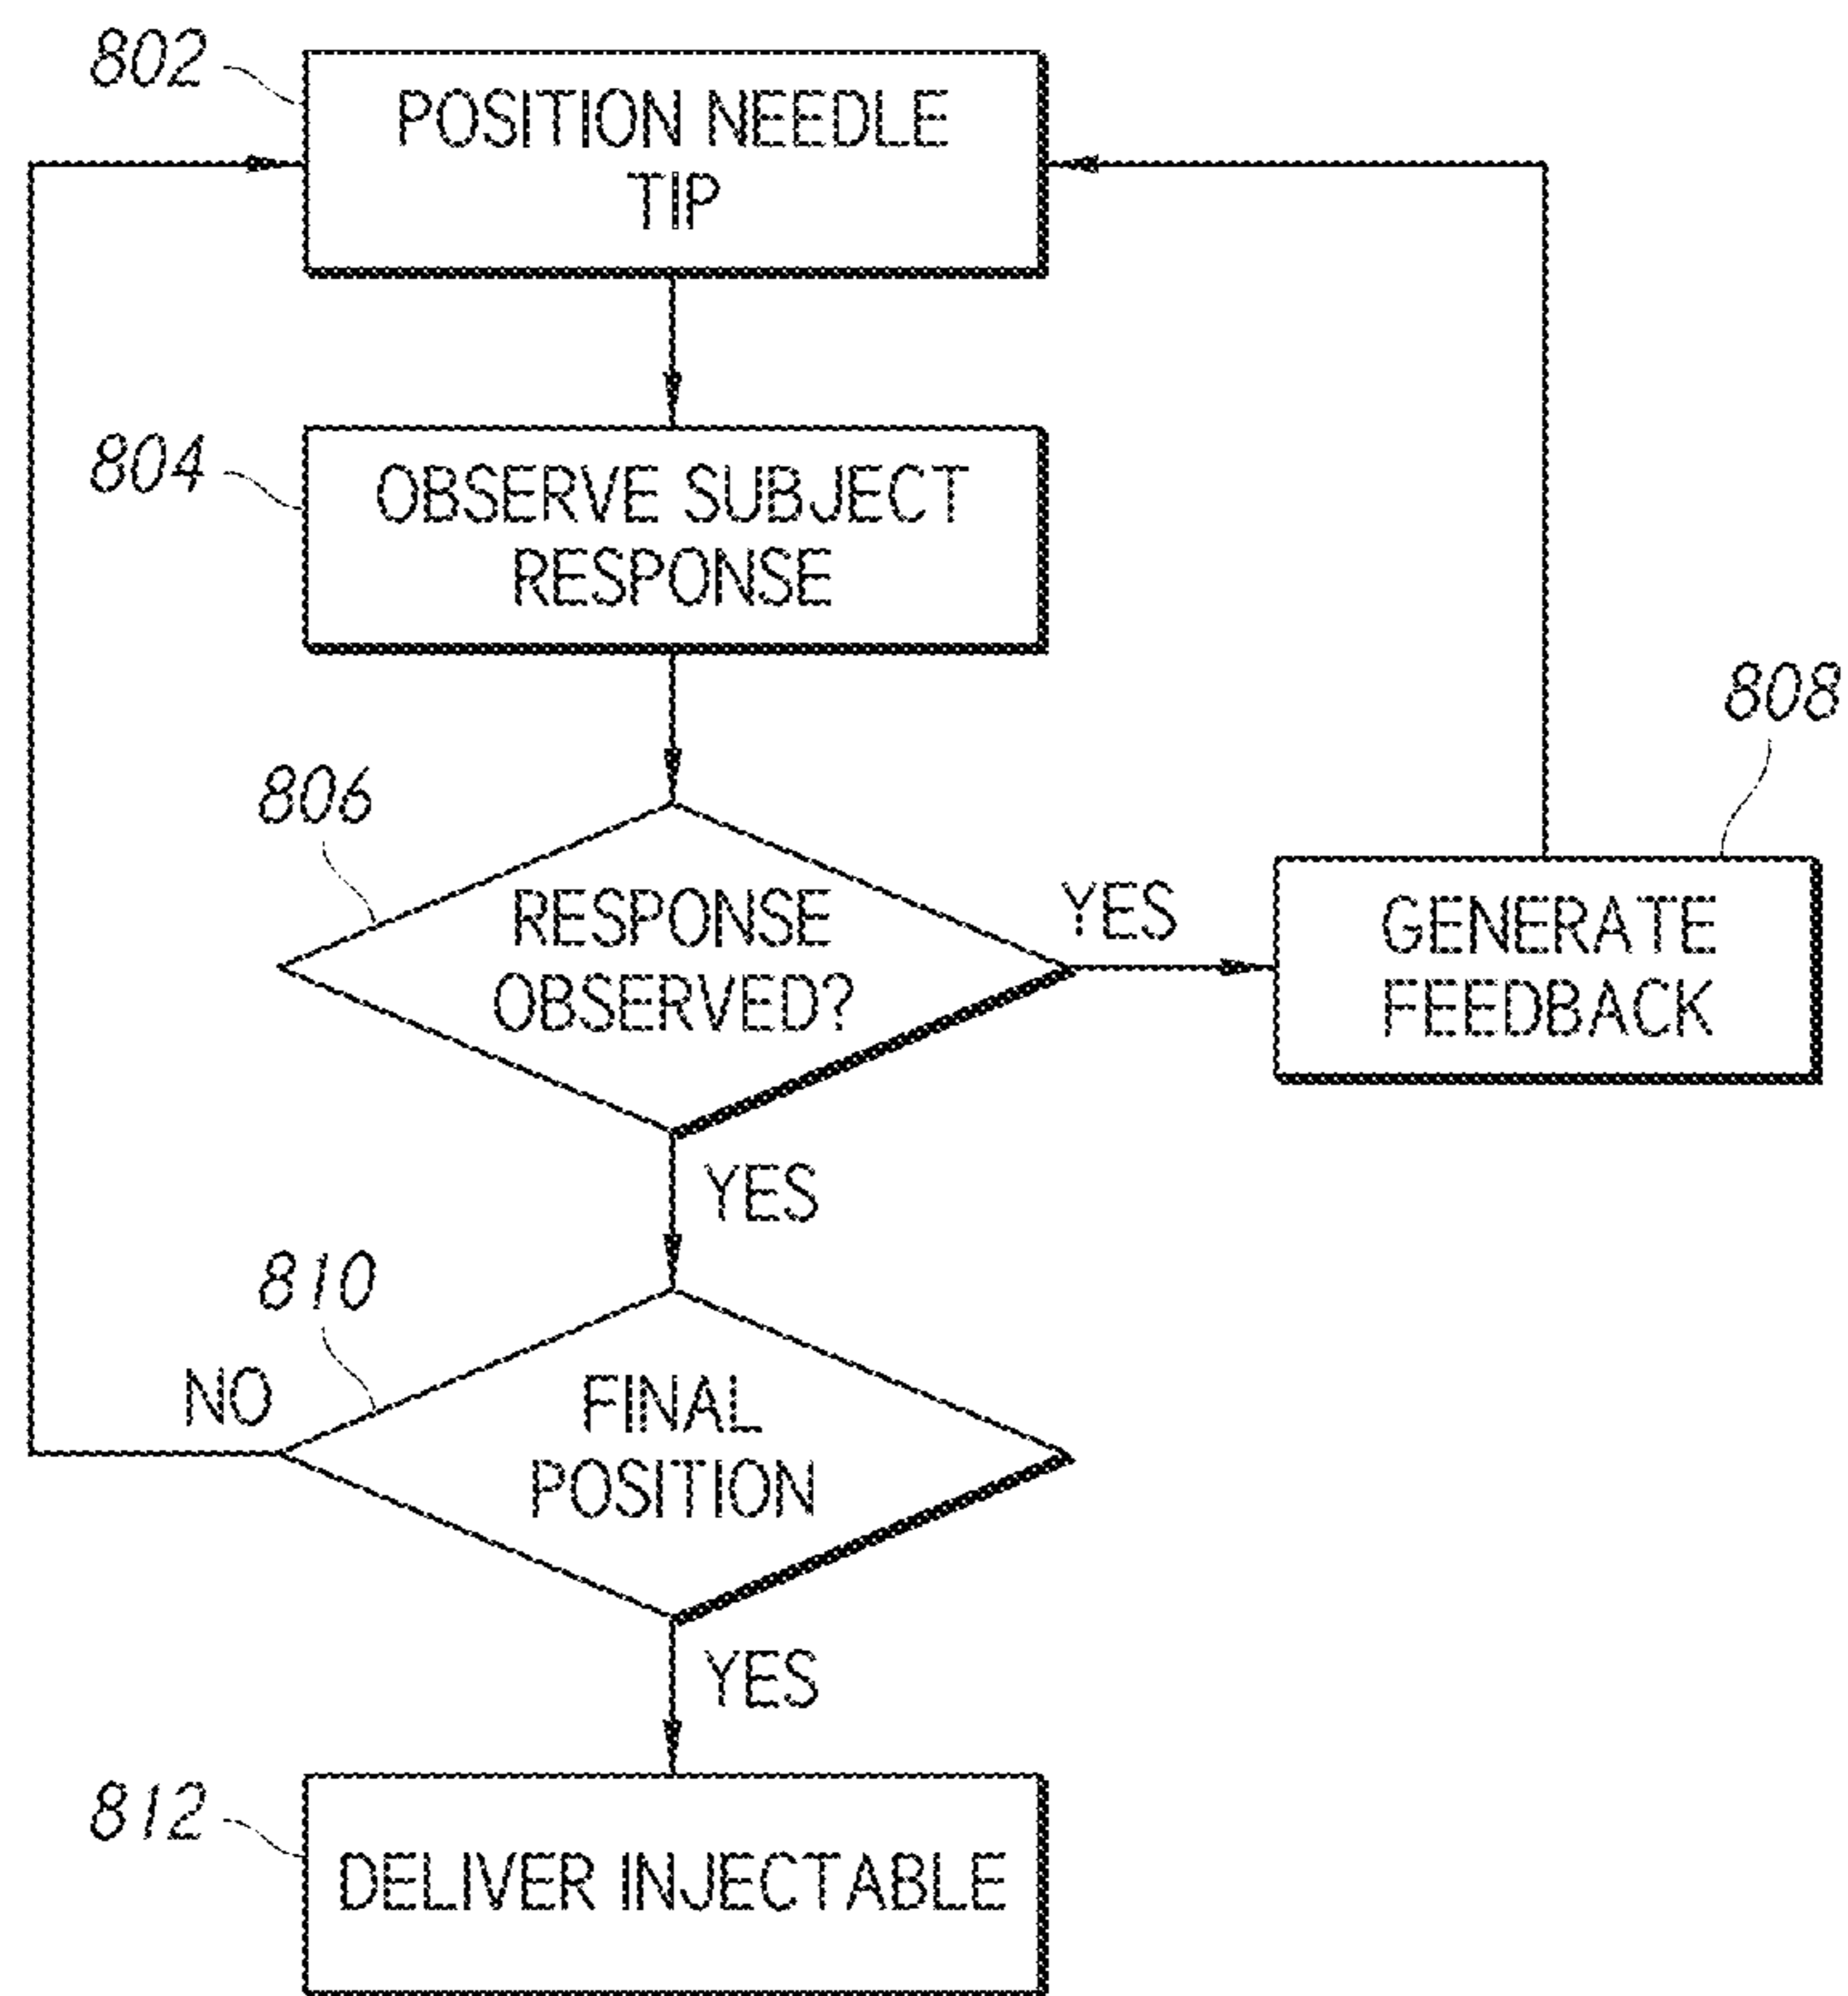 802
POSITION NEEDLE
TIP
804
OBSERVE SUBJECT
RESPONSE
806
RESPONSE
OBSERVED?
YES
808
GENERATE
FEEDBACK
YES
810
NO
FINAL
POSITION
YES
812
DELIVER INJECTABLE